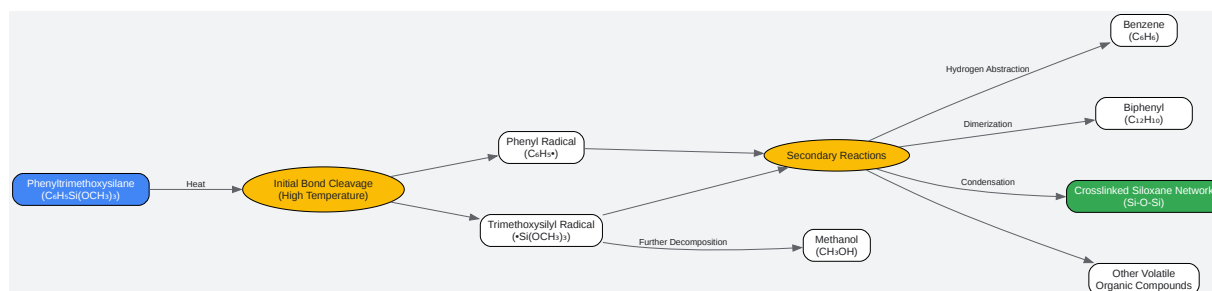 Phenyltrimethoxysilane
(C₆H₅Si(OCH₃)₃)
Heat
Initial Bond Cleavage
(High Temperature)
Phenyl Radical
(C₆H₅•)
Trimethoxysilyl Radical
(•Si(OCH₃)₃)
Further Decomposition
Methanol
(CH₃OH)
Secondary Reactions
Hydrogen Abstraction
Benzene
(C₆H₆)
Dimerization
Biphenyl
(C₁₂H₁₀)
Condensation
Crosslinked Siloxane Network
(Si-O-Si)
Other Volatile
Organic Compounds